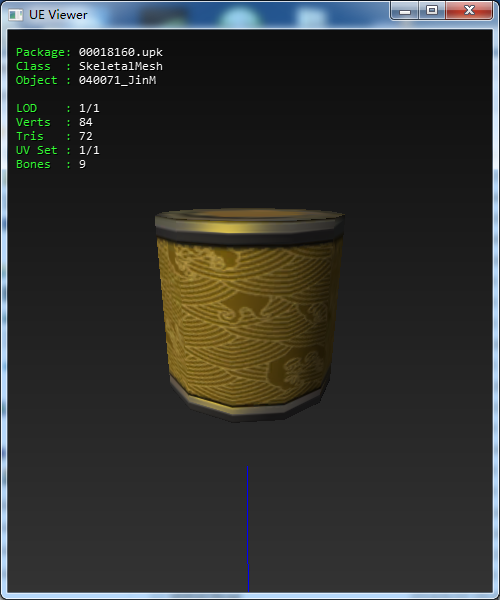 UE Viewer
Package: 00018160.upk
Class : SkeletalMesh
Object : 040071_JinM
LOD : 1/1
Verts : 84
Tris : 72
UV Set : 1/1
Bones : 9